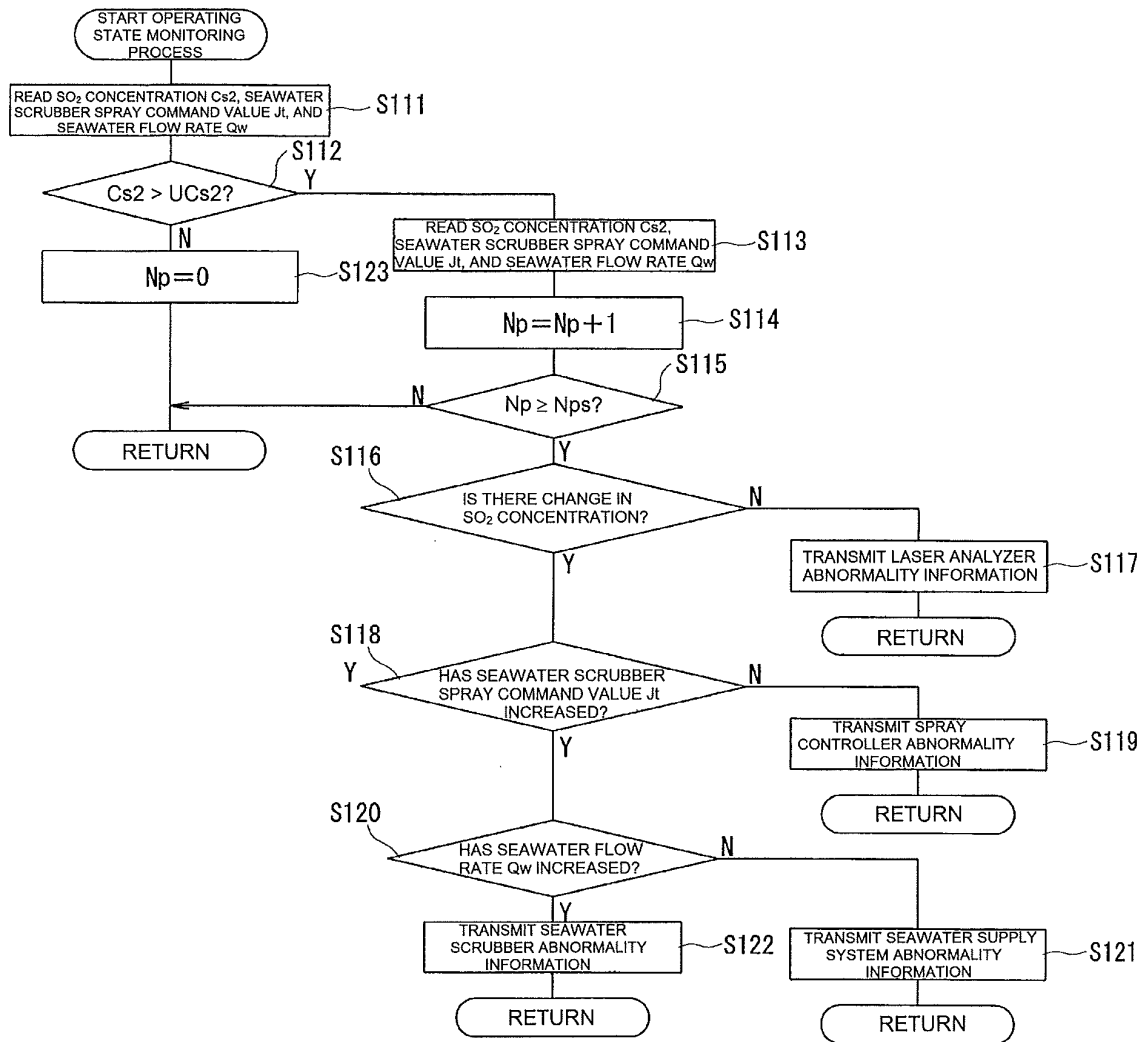 START OPERATING
STATE MONITORING
PROCESS
READ SO₂ CONCENTRATION Cs2, SEAWATER
SCRUBBER SPRAY COMMAND VALUE Jt, AND
SEAWATER FLOW RATE Qw
S111
S112
Cs2 > UCs2?
Y
N
Np=0
S123
READ SO₂ CONCENTRATION Cs2,
SEAWATER SCRUBBER SPRAY COMMAND
VALUE Jt, AND SEAWATER FLOW RATE Qw
S113
Np=Np+1
S114
S115
N
Np ≥ Nps?
Y
RETURN
S116
IS THERE CHANGE IN
SO₂ CONCENTRATION?
N
Y
TRANSMIT LASER ANALYZER
ABNORMALITY INFORMATION
S117
RETURN
S118
Y
HAS SEAWATER SCRUBBER
SPRAY COMMAND VALUE Jt
INCREASED?
N
Y
TRANSMIT SPRAY
CONTROLLER ABNORMALITY
INFORMATION
S119
RETURN
S120
HAS SEAWATER FLOW
RATE Qw INCREASED?
N
Y
TRANSMIT SEAWATER
SCRUBBER ABNORMALITY
INFORMATION
S122
RETURN
TRANSMIT SEAWATER SUPPLY
SYSTEM ABNORMALITY
INFORMATION
S121
RETURN